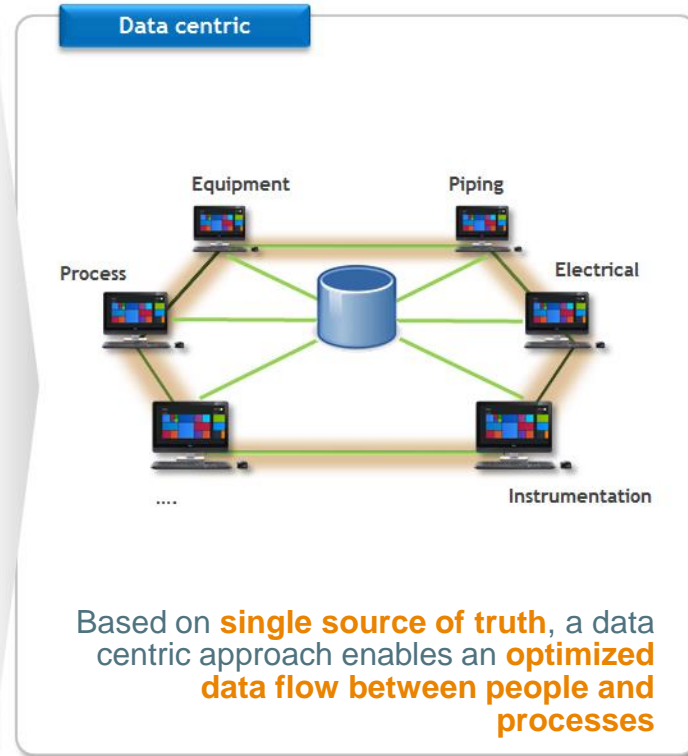 Data centric
Equipment
Piping
Process
Electrical
....
Instrumentation
Based on single source of truth, a data
centric approach enables an optimized
data flow between people and
processes